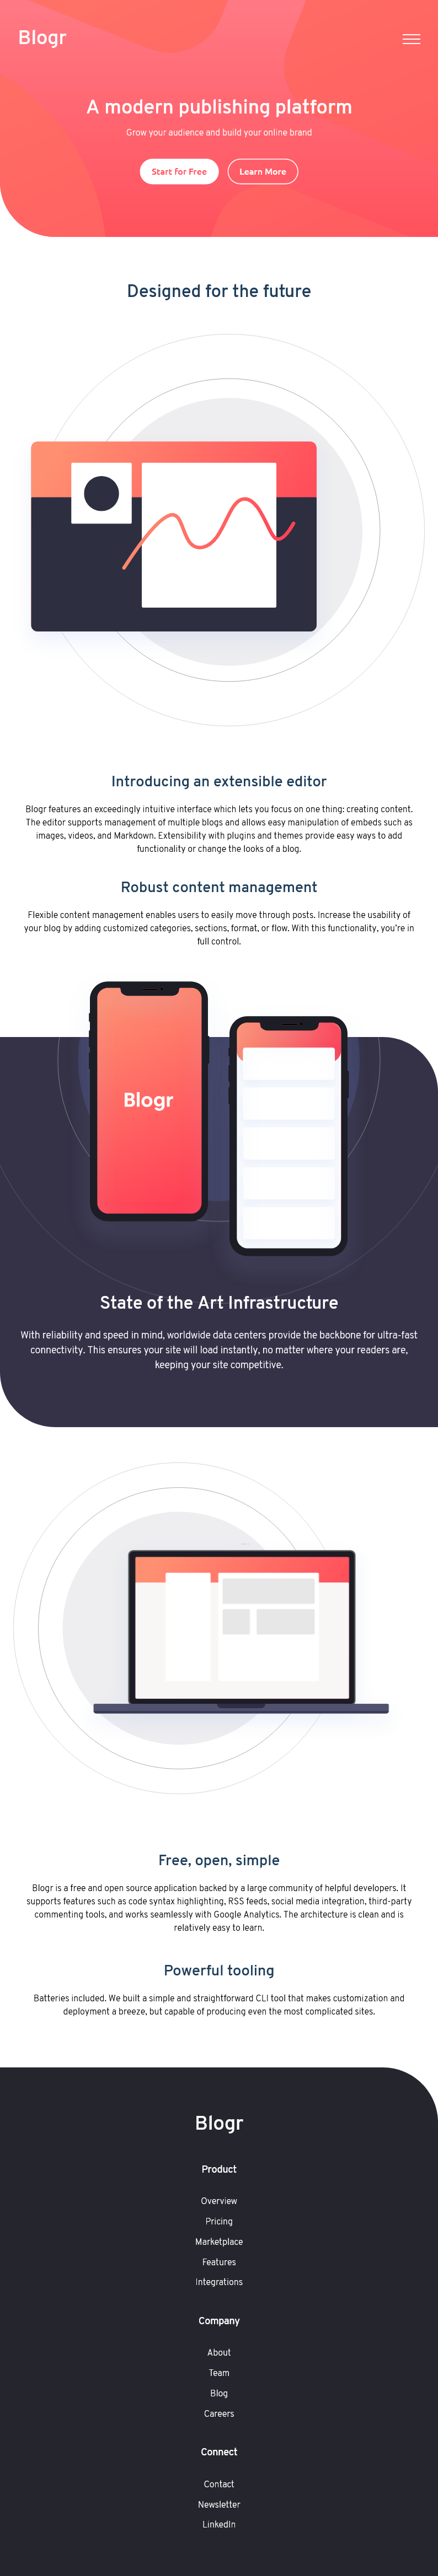 Blogr
A modern publishing platform
Grow your audience and build your online brand
Start for Free Learn More
Designed for the future
Introducing an extensible editor
Blogr features an exceedingly intuitive interface which lets you focus on one thing: creating content.
The editor supports management of multiple blogs and allows easy manipulation of embeds such as
images, videos, and Markdown. Extensibility with plugins and themes provide easy ways to add
functionality or change the looks of a blog.
Robust content management
Flexible content management enables users to easily move through posts. Increase the usability of
your blog by adding customized categories, sections, format, or flow. With this functionality, you're in
full control.
Blogr
State of the Art Infrastructure
With reliability and speed in mind, worldwide data centers provide the backbone for ultra-fast
connectivity. This ensures your site will load instantly, no matter where your readers are,
keeping your site competitive.
Free, open, simple
Blogr is a free and open source application backed by a large community of helpful developers. It
supports features such as code syntax highlighting, RSS feeds, social media integration, third-party
commenting tools, and works seamlessly with Google Analytics. The architecture is clean and is
relatively easy to learn.
Powerful tooling
Batteries included. We built a simple and straightforward CLI tool that makes customization and
deployment a breeze, but capable of producing even the most complicated sites.
Blogr
Product
Overview
Pricing
Marketplace
Features
Integrations
Company
About
Team
Blog
Careers
Connect
Contact
Newsletter
LinkedIn